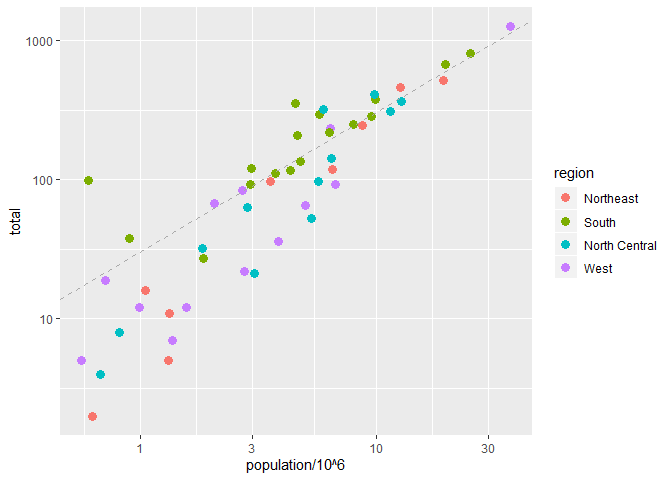 1000
100
10
total
1
3
10
30
population/10^6
region
Northeast
South
North Central
West